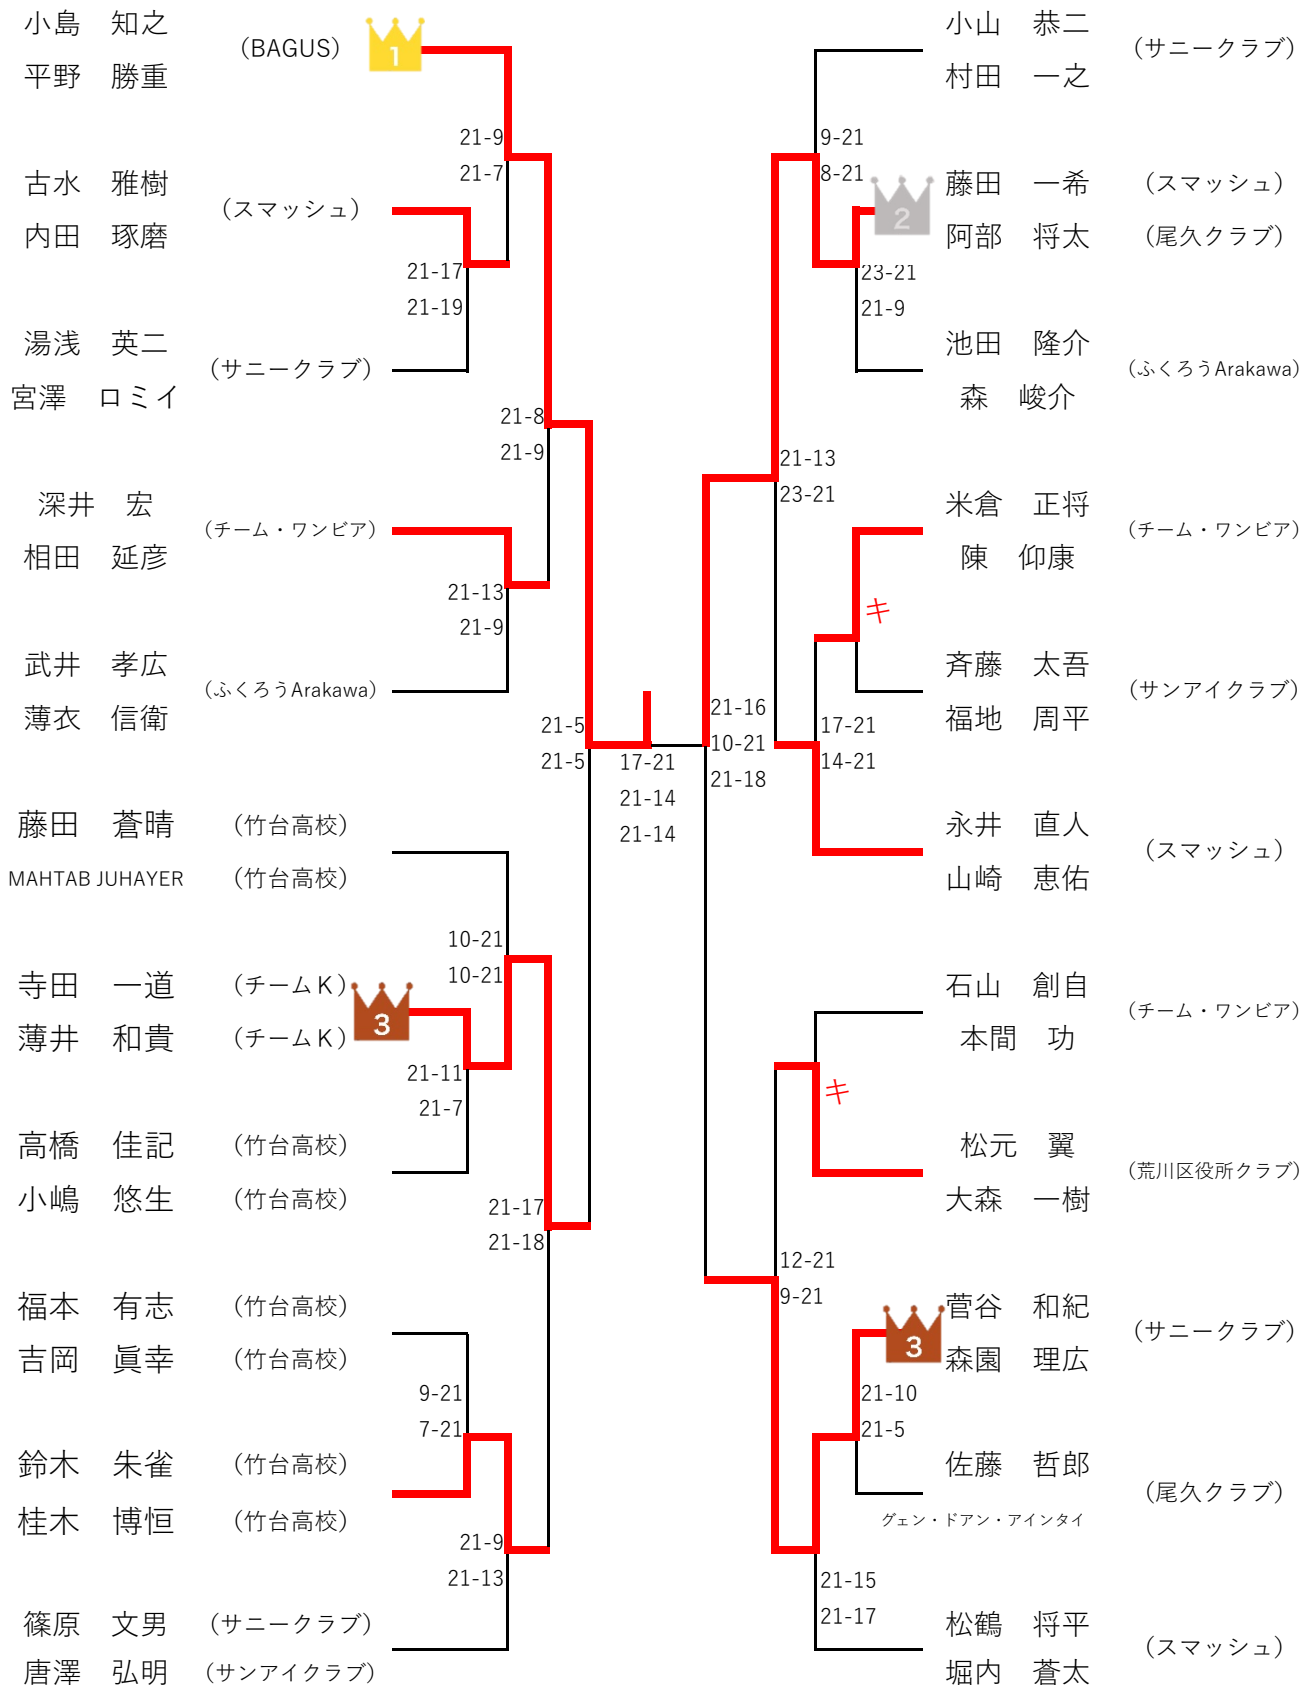 小島　知之
平野　勝重
（BAGUS）
1
21-9
21-7
古水　雅樹
内田　琢磨
（スマッシュ）
21-17
21-19
湯浅　英二
宮澤　ロミイ
（サニークラブ）
21-8
21-9
深井　宏
相田　延彦
（チーム・ワンビア）
21-13
21-9
武井　孝広
薄衣　信衛
（ふくろうArakawa）
21-5
21-5
藤田　蒼晴　（竹台高校）
MAHTAB JUHAYER　（竹台高校）
10-21
10-21
寺田　一道　（チームＫ）
薄井　和貴　（チームＫ）
3
21-11
21-7
高橋　佳記　（竹台高校）
小嶋　悠生　（竹台高校）
21-17
21-18
福本　有志　（竹台高校）
吉岡　眞幸　（竹台高校）
9-21
7-21
鈴木　朱雀　（竹台高校）
桂木　博恒　（竹台高校）
21-9
21-13
篠原　文男　（サニークラブ）
唐澤　弘明　（サンアイクラブ）
17-21
21-14
21-14
小山　恭二
村田　一之
（サニークラブ）
9-21
8-21
2
藤田　一希　（スマッシュ）
阿部　将太　（尾久クラブ）
23-21
21-9
池田　隆介
森　峻介
（ふくろうArakawa）
21-13
23-21
米倉　正将
陳　仰康
（チーム・ワンビア）
キ
斉藤　太吾
福地　周平
（サンアイクラブ）
21-16
10-21
21-18
17-21
14-21
永井　直人
山崎　恵佑
（スマッシュ）
石山　創自
本間　功
（チーム・ワンビア）
キ
松元　翼
大森　一樹
（荒川区役所クラブ）
12-21
9-21
3
菅谷　和紀
森園　理広
（サニークラブ）
21-10
21-5
佐藤　哲郎
グェン・ドアン・アインタイ
（尾久クラブ）
21-15
21-17
松鶴　将平
堀内　蒼太
（スマッシュ）